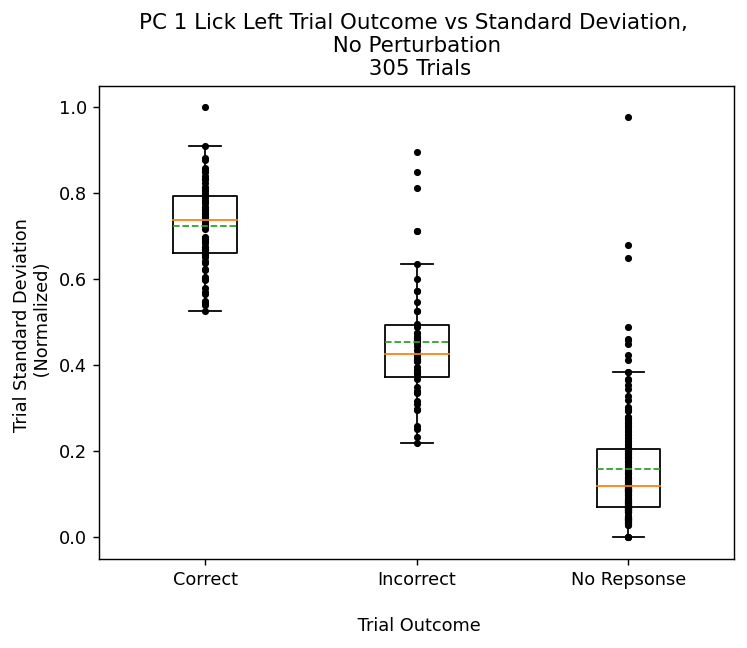 PC 1 Lick Left Trial Outcome vs Standard Deviation,
No Perturbation
305 Trials
Trial Standard Deviation
(Normalized)
1.0
0.8
0.6
0.4
0.2
0.0
Correct
Incorrect
No Repsonse
Trial Outcome